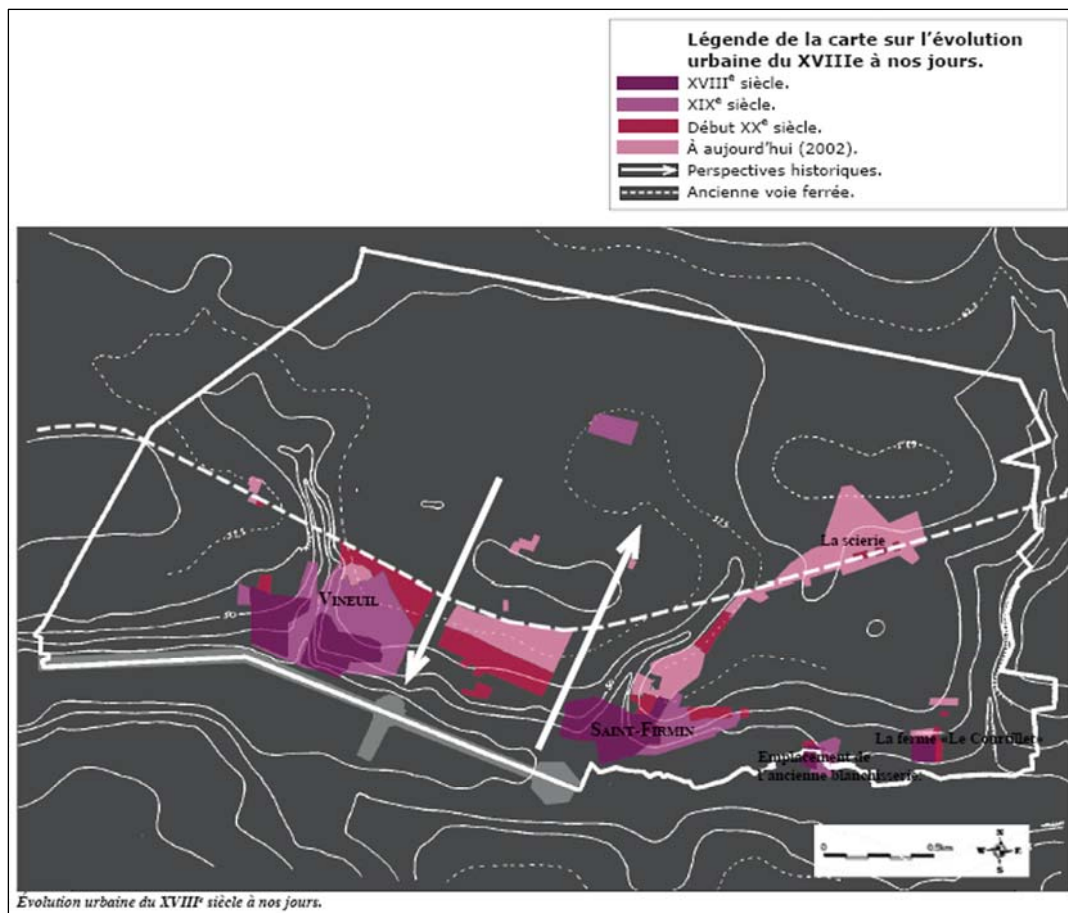 Légende de la carte sur l'évolution
urbaine du XVIIIe à nos jours.
XVIIIe siècle.
XIXe siècle.
Début XXe siècle.
À aujourd'hui (2002).
Perspectives historiques.
Ancienne voie ferrée.
La scierie
VINEUIL
50
SAINT-FIRMIN
La ferme «Le Courtillet»
Emplacement de
l'ancienne blanchisserie.
0
0.5km
N
W E
S
Évolution urbaine du XVIIIe siècle à nos jours.